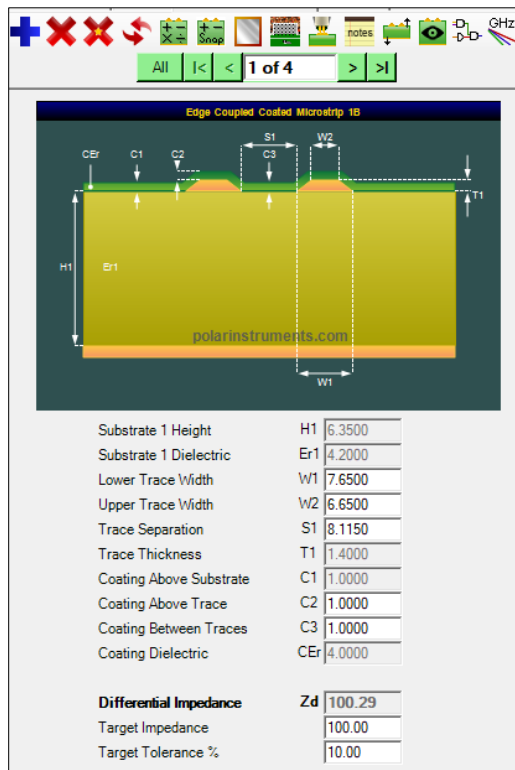 Snap
notes
GHz
All |< < 1 of 4 > >|
Edge Coupled Coated Microstrip 1B
S1 W2
CEr C1 C2 C3
T1
H1 Er1
polarinstruments.com
W1
Substrate 1 Height H1 6.3500
Substrate 1 Dielectric Er1 4.2000
Lower Trace Width W1 7.6500
Upper Trace Width W2 6.6500
Trace Separation S1 8.1150
Trace Thickness T1 1.4000
Coating Above Substrate C1 1.0000
Coating Above Trace C2 1.0000
Coating Between Traces C3 1.0000
Coating Dielectric CEr 4.0000
Differential Impedance Zd 100.29
Target Impedance 100.00
Target Tolerance % 10.00